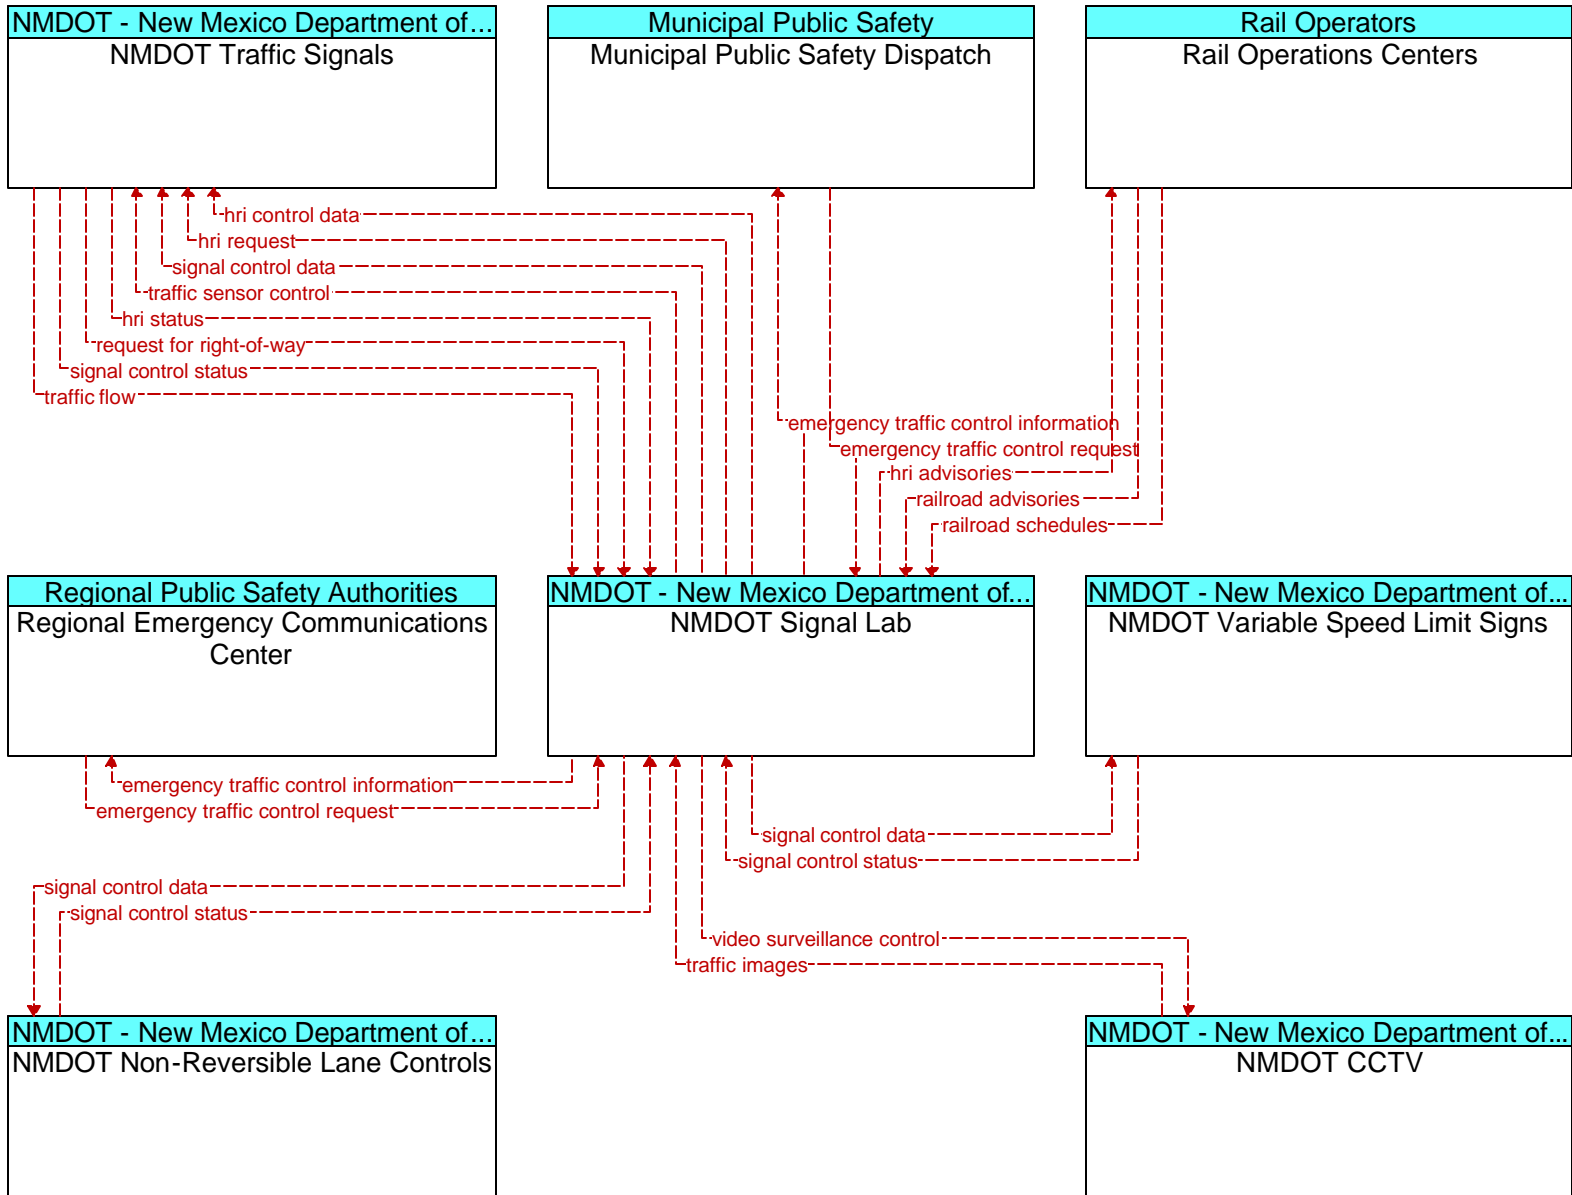 NMDOT - New Mexico Department of...
NMDOT Traffic Signals
Municipal Public Safety
Municipal Public Safety Dispatch
Rail Operators
Rail Operations Centers
hri control data
hri request
signal control data
traffic sensor control
hri status
request for right-of-way
signal control status
traffic flow
emergency traffic control information
emergency traffic control request
hri advisories
railroad advisories
railroad schedules
Regional Public Safety Authorities
Regional Emergency Communications
Center
NMDOT - New Mexico Department of...
NMDOT Signal Lab
NMDOT - New Mexico Department of...
NMDOT Variable Speed Limit Signs
emergency traffic control information
emergency traffic control request
signal control data
signal control status
signal control data
signal control status
video surveillance control
traffic images
NMDOT - New Mexico Department of...
NMDOT Non-Reversible Lane Controls
NMDOT - New Mexico Department of...
NMDOT CCTV